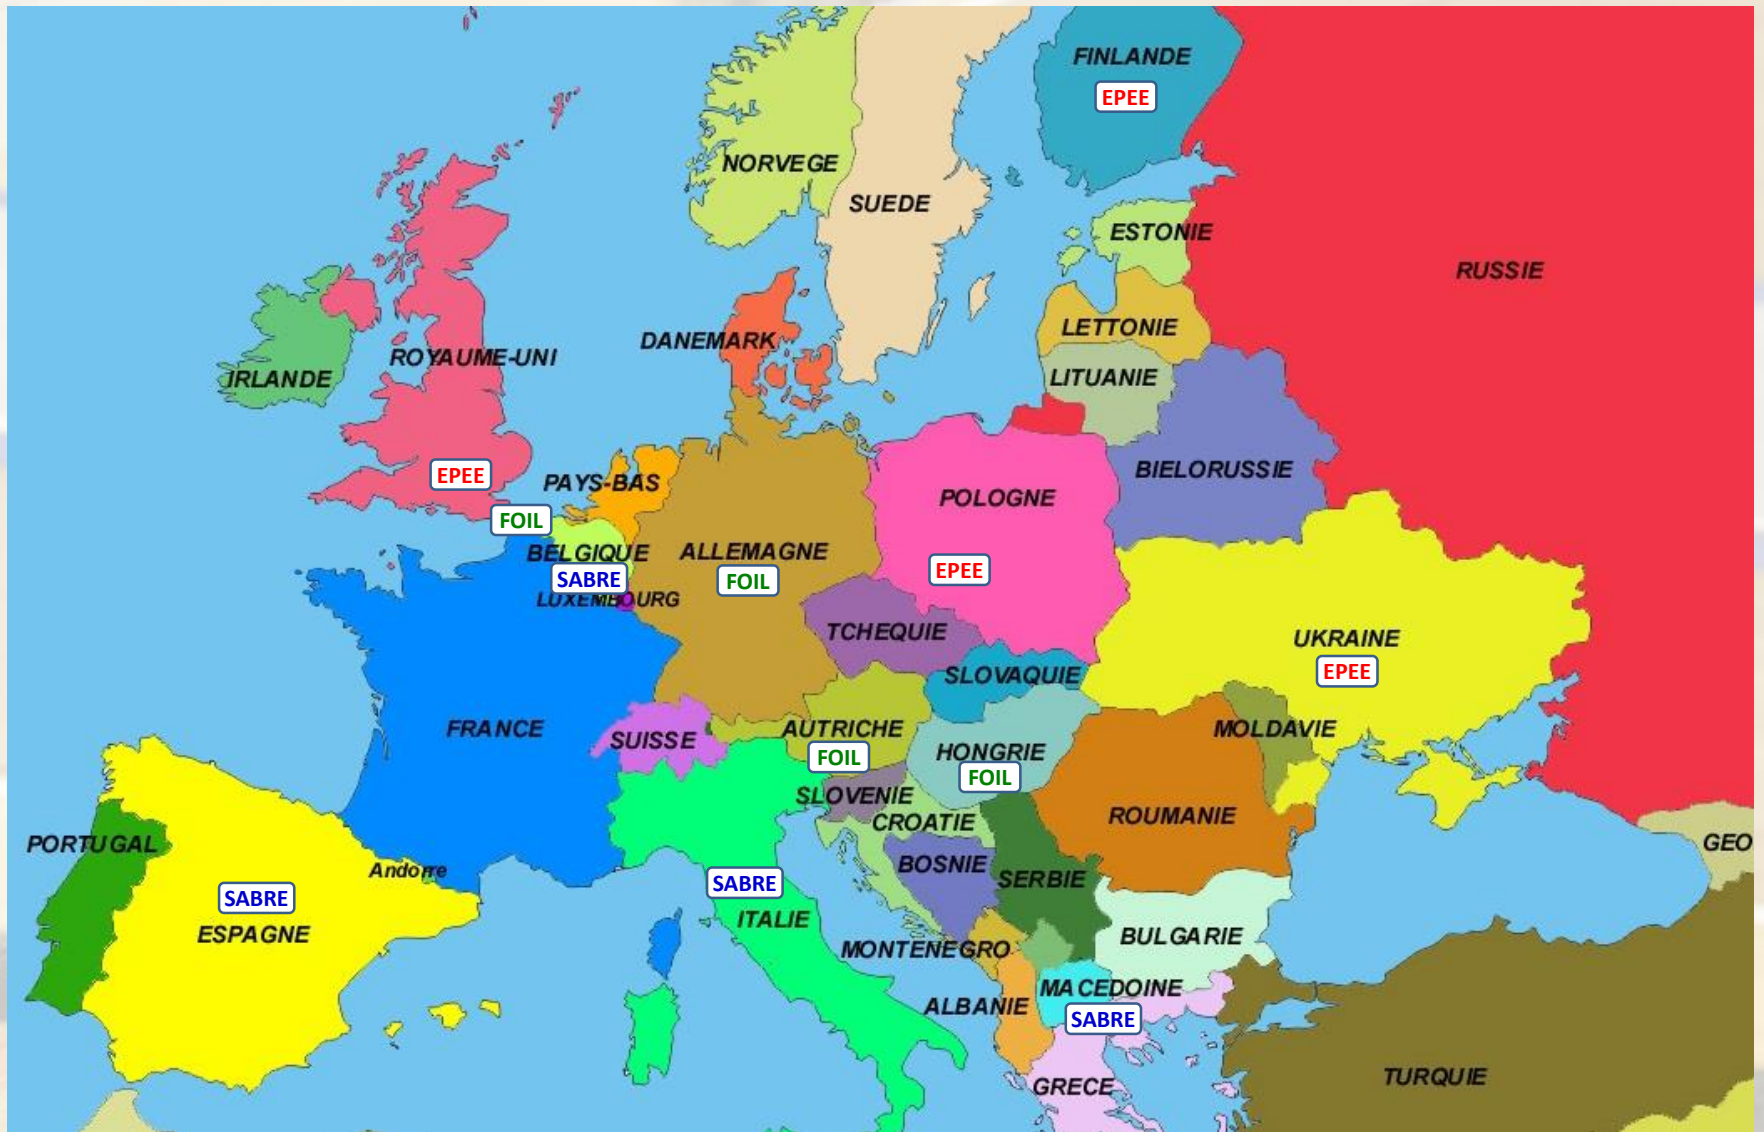 FINLANDE
EPEE
NORVEGE
SUEDE
ESTONIE
RUSSIE
LETTONIE
DANEMARK
ROYAUME-UNI
IRLANDE
LITUANIE
BIELORUSSIE
EPEE
PAYS-BAS
POLOGNE
FOIL
BELGIQUE
ALLEMAGNE
SABRE
FOIL
EPEE
LUXEMBOURG
TCHEQUIE
UKRAINE
EPEE
SLOVAQUIE
FRANCE
SUISSE
AUTRICHE
FOIL
HONGRIE
FOIL
MOLDAVIE
SLOVENIE
CROATIE
ROUMANIE
PORTUGAL
Andorre
BOSNIE
SERBIE
SABRE
ESPAGNE
SABRE
ITALIE
BULGARIE
MONTENEGRO
MACEDOINE
SABRE
ALBANIE
GRECE
TURQUIE
GEO